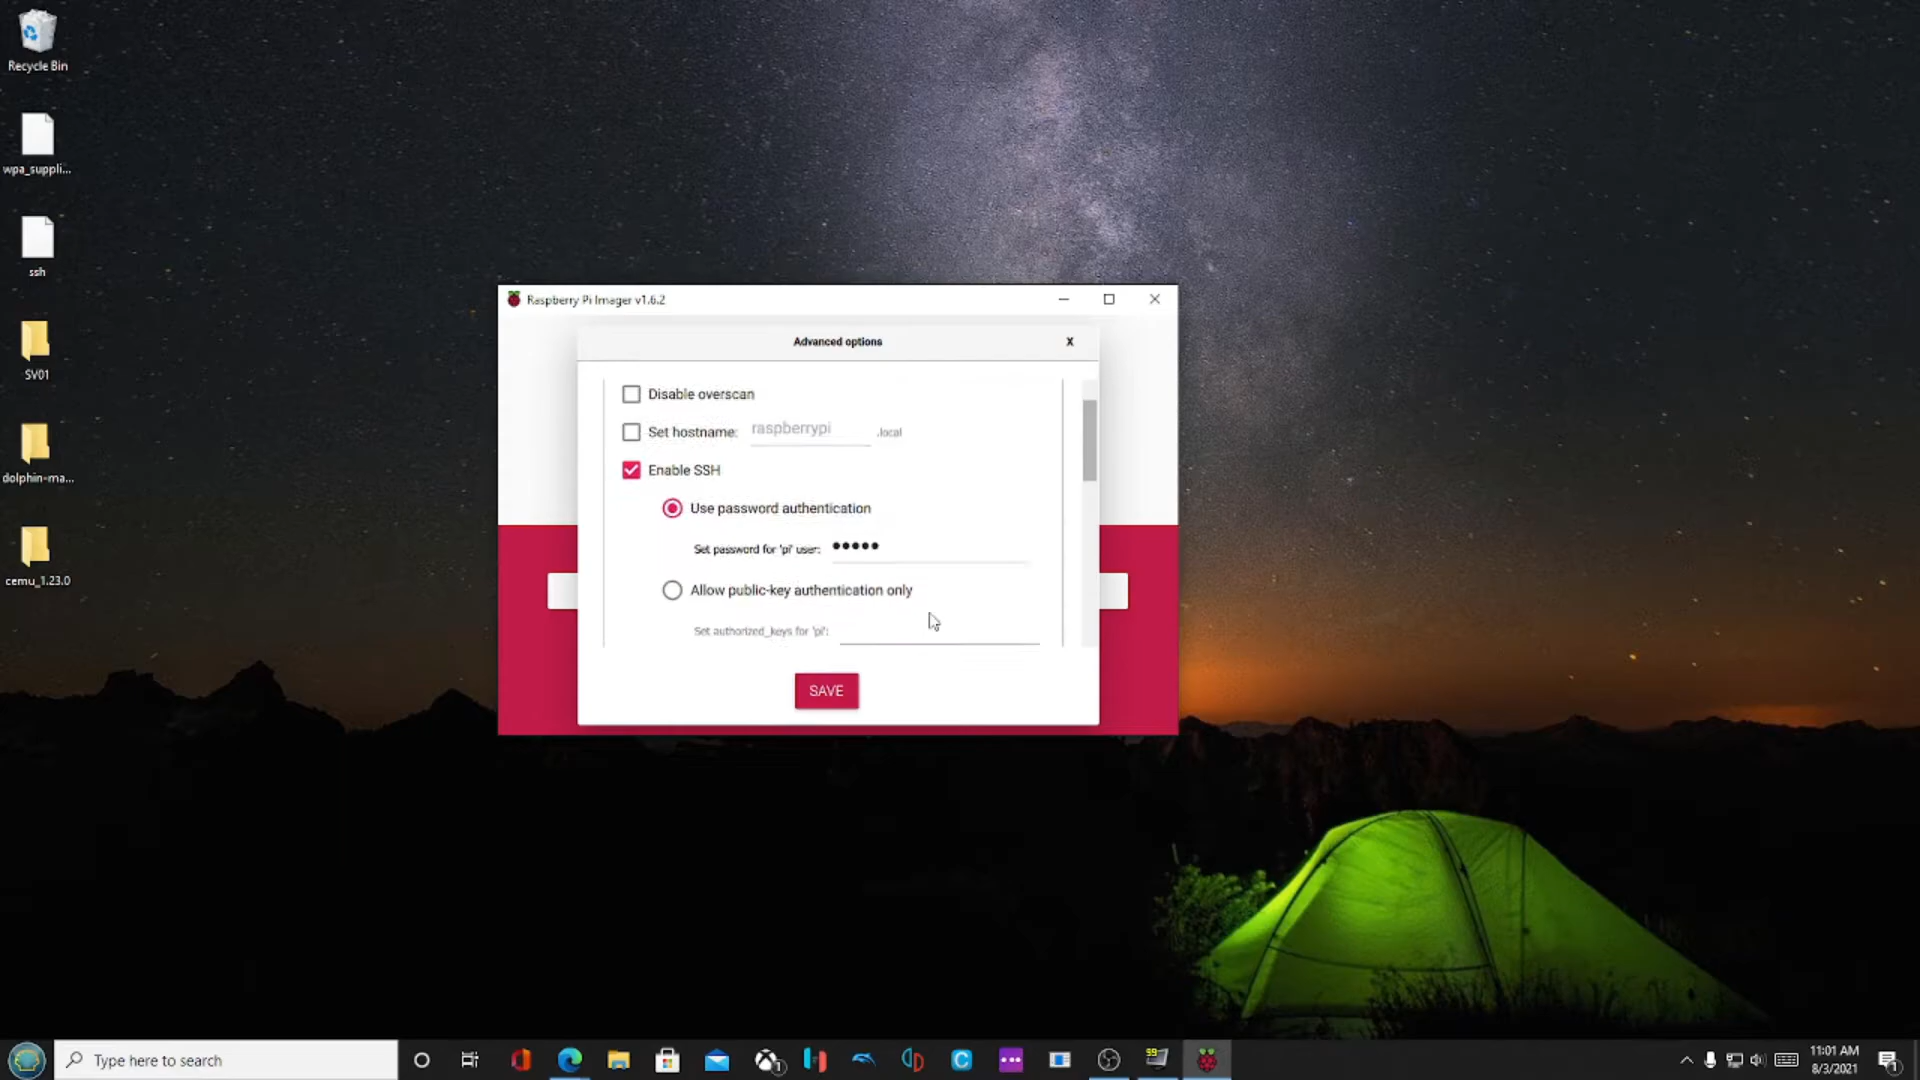 Recycle Bin
wpa_suppli...
ssh
SV01
dolphin-ma...
cemu_1.23.0
Raspberry Pi Imager v1.6.2
Advanced options
X
Disable overscan
Set hostname: raspberrypi .local
Enable SSH
Use password authentication
Set password for 'pi' user: •••••
Allow public-key authentication only
Set authorized_keys for 'pi':
SAVE
Type here to search
99
11:01 AM
8/3/2021